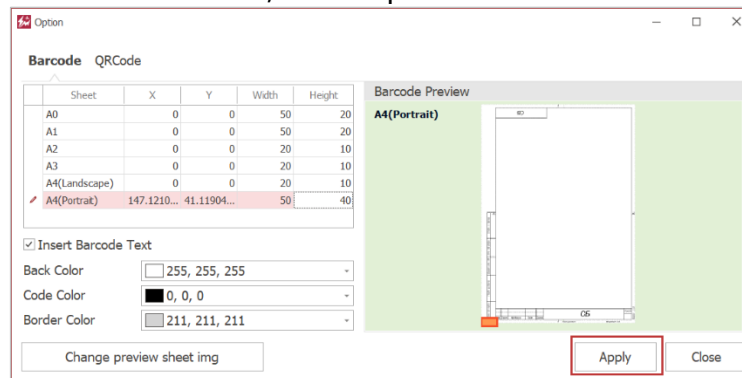 Option
Barcode QRCode
Sheet X Y Width Height
A0 0 0 50 20
A1 0 0 50 20
A2 0 0 20 10
A3 0 0 20 10
A4(Landscape) 0 0 20 10
A4(Portrait) 147.1210... 41.11904... 50 40
Insert Barcode Text
Back Color 255, 255, 255
Code Color 0, 0, 0
Border Color 211, 211, 211
Change preview sheet img
Barcode Preview
A4(Portrait)
Apply Close